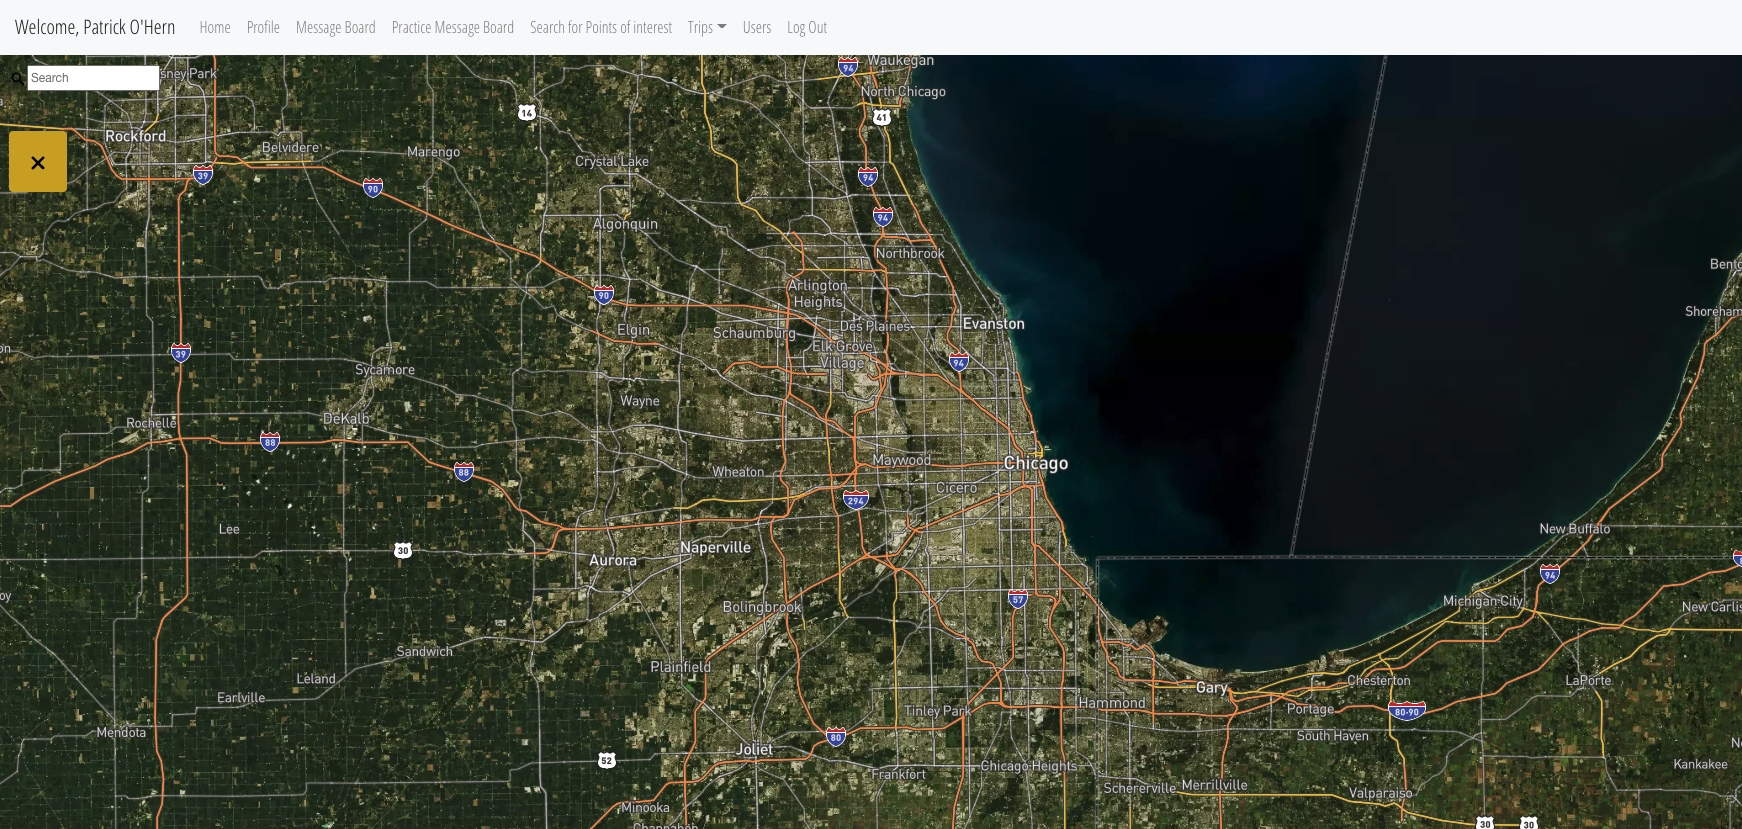 Welcome, Patrick O'Hern Home Profile Message Board Practice Message Board Search for Points of interest Trips Users Log Out
Search
sney Park
Waukegan
94
North Chicago
14
41
Rockford
Belvidere
Marengo
Crystal Lake
39
90
94
94
Algonquin
Northbrook
Bento
Arlington
Heights
90
Shoreham
Elgin
Schaumburg
Des Plaines
Evanston
Elk Grove
Village
39
94
on
Sycamore
Wayne
Rochelle
DeKalb
88
88
Wheaton
Maywood
Chicago
Cicero
294
Lee
New Buffalo
30
Naperville
Aurora
94
oy
57
Bolingbrook
Michigan City
New Carlis
Sandwich
Plainfield
Leland
Earlville
Gary
Chesterton
LaPorte
Hammond
Tinley Park
Portage
80-90
Mendota
80
South Haven
Joliet
52
Frankfort
Chicago Heights
Kankakee
Schererville
Merrillville
Valparaiso
Minooka
Channahon
30
30